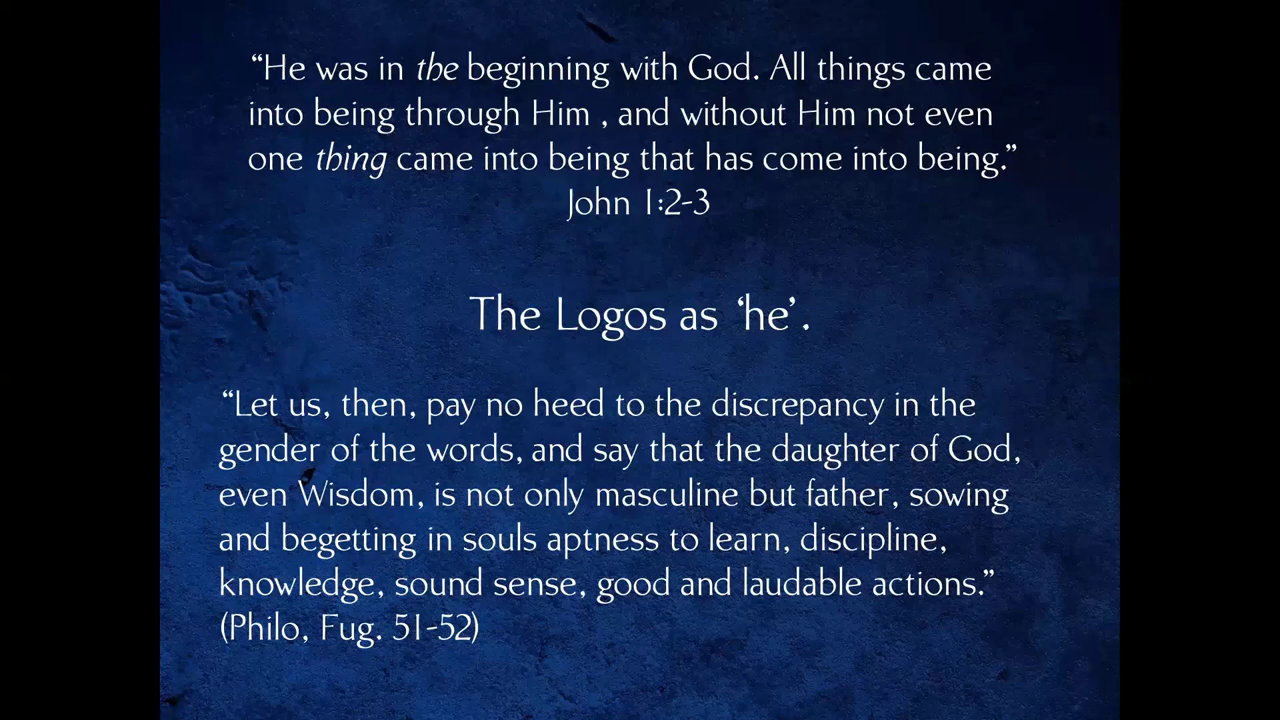 “He was in the beginning with God. All things came
into being through Him , and without Him not even
one thing came into being that has come into being.”
John 1:2-3
The Logos as ‘he’.
“Let us, then, pay no heed to the discrepancy in the
gender of the words, and say that the daughter of God,
even Wisdom, is not only masculine but father, sowing
and begetting in souls aptness to learn, discipline,
knowledge, sound sense, good and laudable actions.”
(Philo, Fug. 51-52)